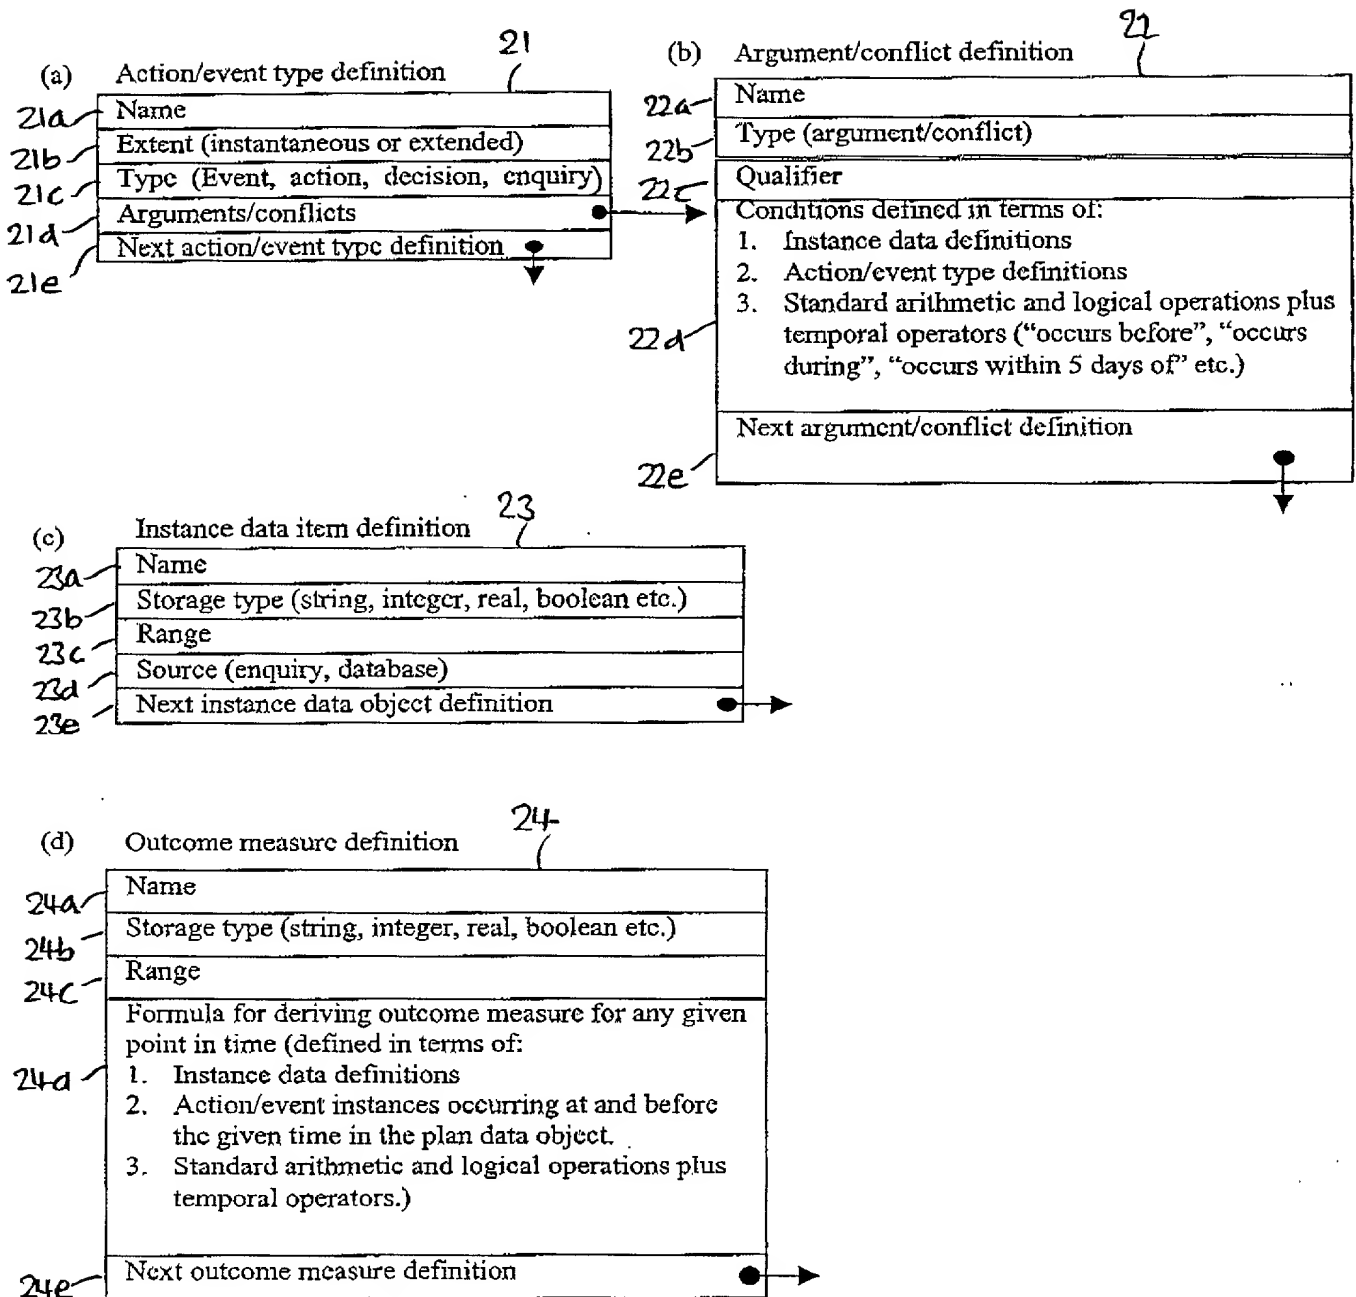 21
(a) Action/event type definition
21a Name
21b Extent (instantaneous or extended)
21c Type (Event, action, decision, enquiry)
21d Arguments/conflicts
21e Next action/event type definition
22
(b) Argument/conflict definition
22a Name
22b Type (argument/conflict)
22c Qualifier
22d Conditions defined in terms of:
1. Instance data definitions
2. Action/event type definitions
3. Standard arithmetic and logical operations plus
temporal operators (“occurs before”, “occurs
during”, “occurs within 5 days of” etc.)
22e Next argument/conflict definition
23
(c) Instance data item definition
23a Name
23b Storage type (string, integer, real, boolean etc.)
23c Range
23d Source (enquiry, database)
23e Next instance data object definition
24
(d) Outcome measure definition
24a Name
24b Storage type (string, integer, real, boolean etc.)
24c Range
24d Formula for deriving outcome measure for any given
point in time (defined in terms of:
1. Instance data definitions
2. Action/event instances occurring at and before
the given time in the plan data object.
3. Standard arithmetic and logical operations plus
temporal operators.)
24e Next outcome measure definition